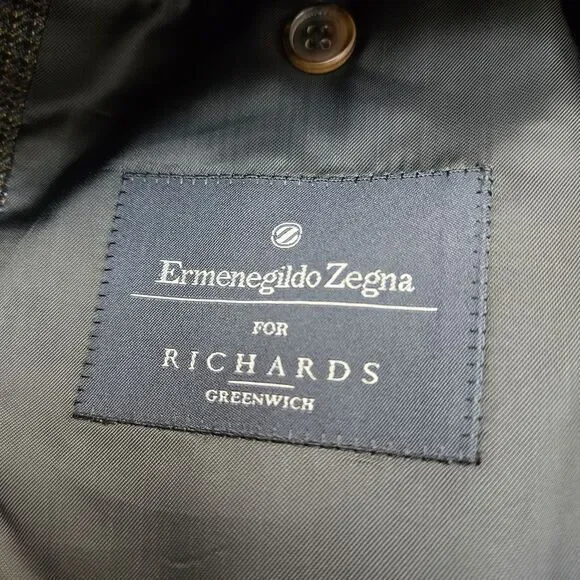 Ermenegildo Zegna
FOR
RICHARDS
GREENWICH